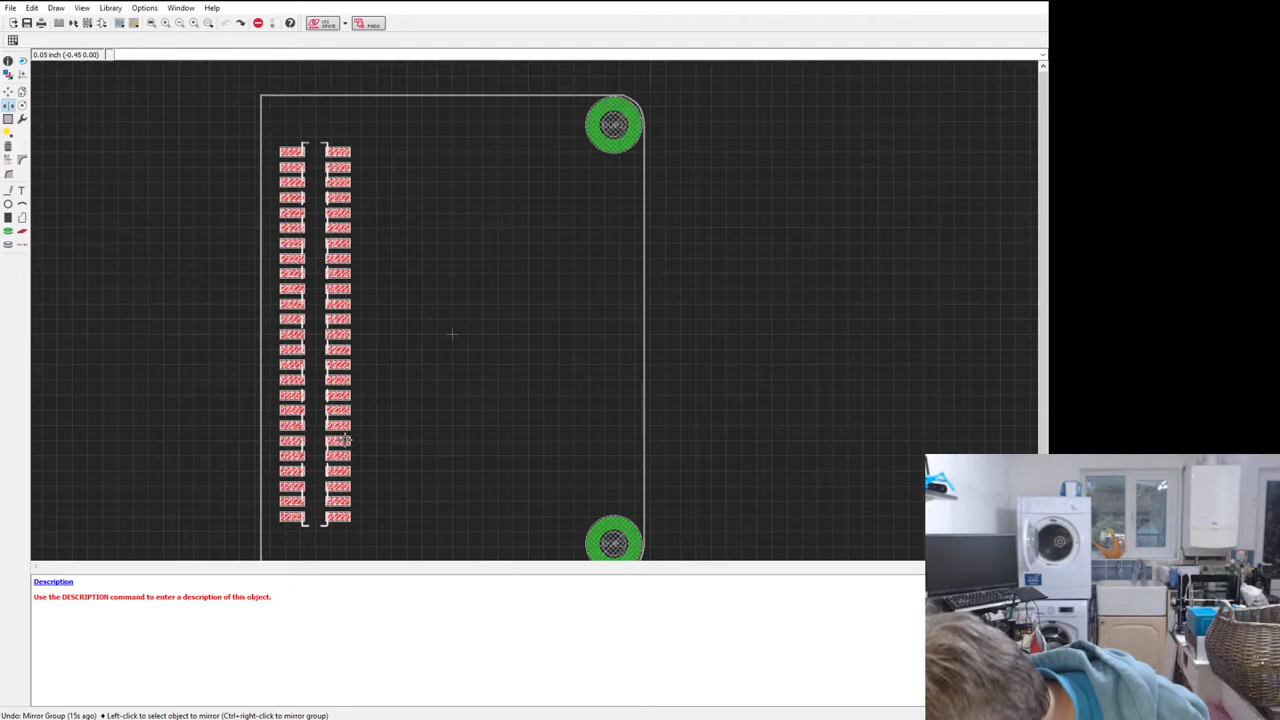 File Edit Draw View Library Options Window Help
0.05 inch (-0.45 0.00)
Description
Use the DESCRIPTION command to enter a description of this object.
Undo: Mirror Group (15s ago) ♦ Left-click to select object to mirror (Ctrl+right-click to mirror group)